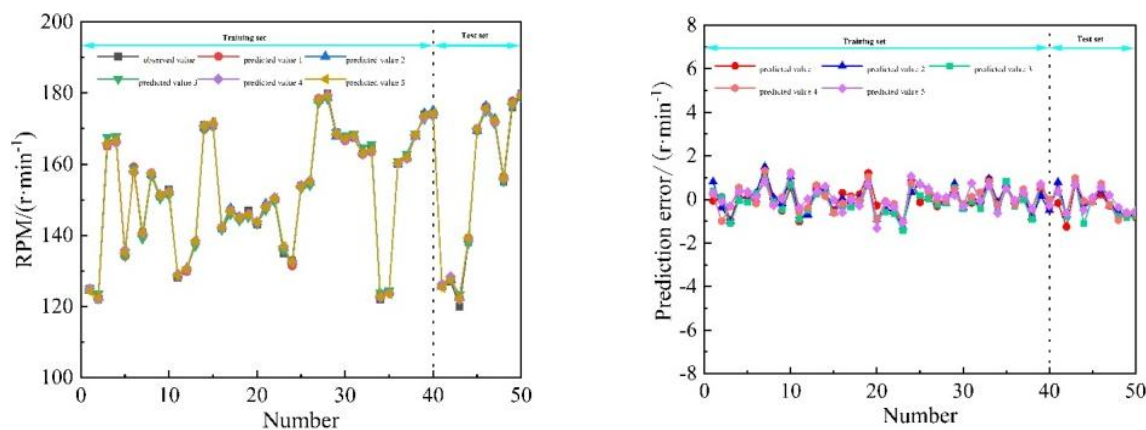 200
180
160
140
120
100
RPM/(r·min⁻¹)
Training set
Test set
observed value
predicted value 1
predicted value 2
predicted value 3
predicted value 4
predicted value 5
0
10
20
30
40
50
Number
8
6
4
2
0
-2
-4
-6
-8
Prediction error / (r·min⁻¹)
Training set
Test set
predicted value
predicted value 2
predicted value 3
predicted value 4
predicted value 5
0
10
20
30
40
50
Number